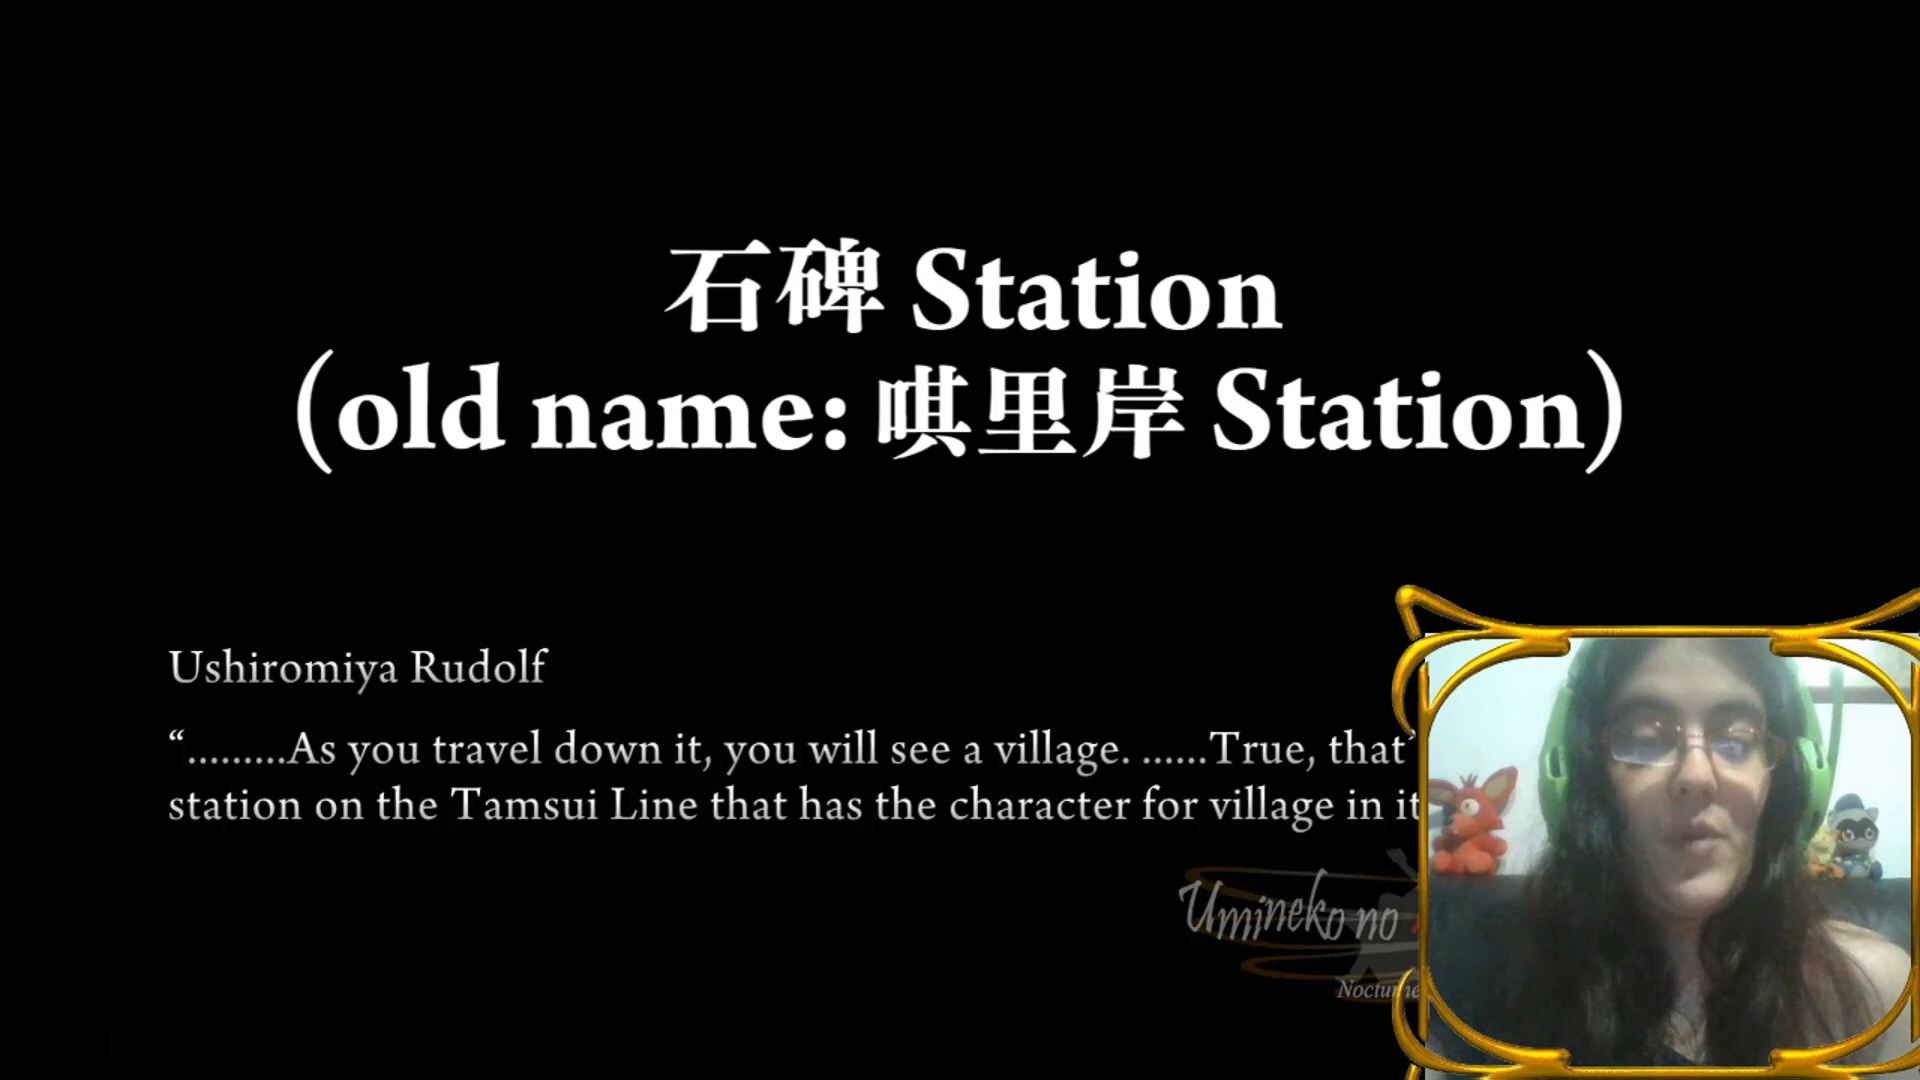 石碑 Station
(old name: 唭里岸 Station)
Ushiromiya Rudolf
“.........As you travel down it, you will see a village. ......True, that’
station on the Tamsui Line that has the character for village in it
Umineko no
Nocturne